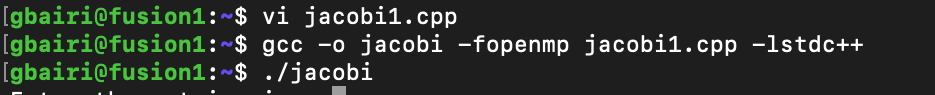 [gbairi@fusion1:~$ vi jacobi1.cpp
[gbairi@fusion1:~$ gcc -o jacobi -fopenmp jacobi1.cpp -lstdc++
[gbairi@fusion1:~$ ./jacobi